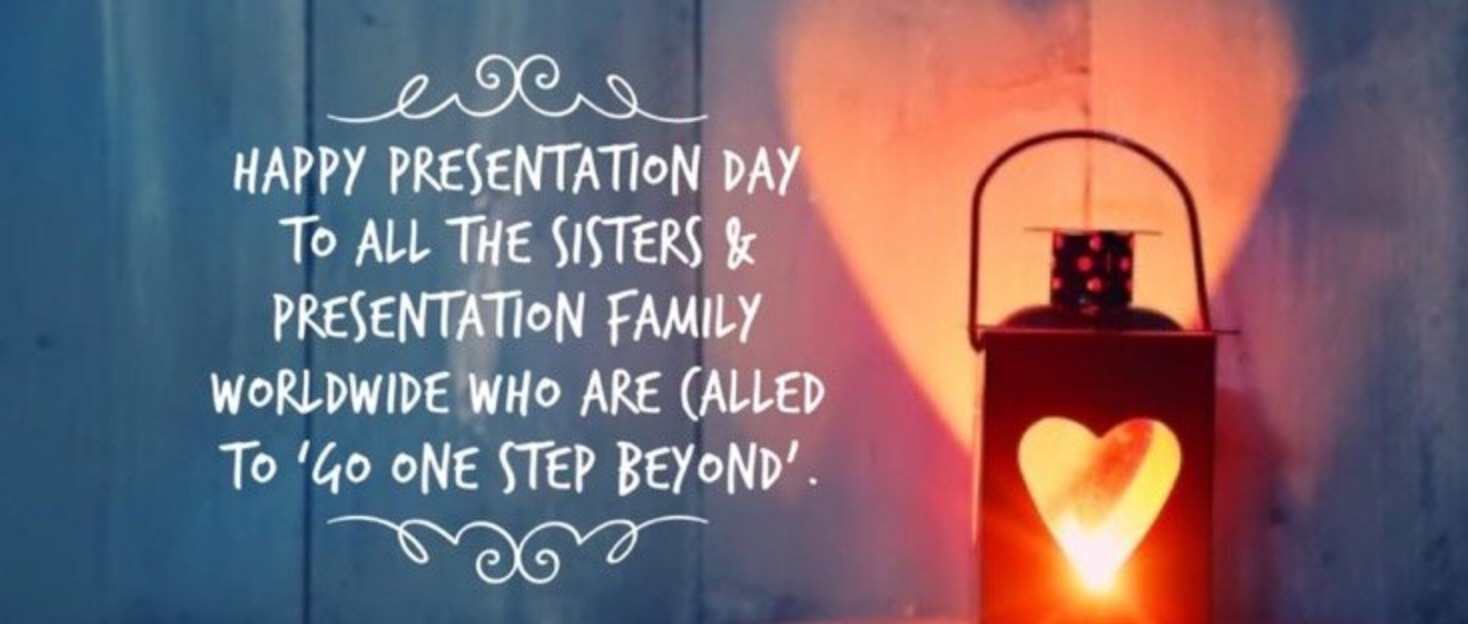 HAPPY PRESENTATION DAY
TO ALL THE SISTERS &
PRESENTATION FAMILY
WORLDWIDE WHO ARE CALLED
TO ‘GO ONE STEP BEYOND’.